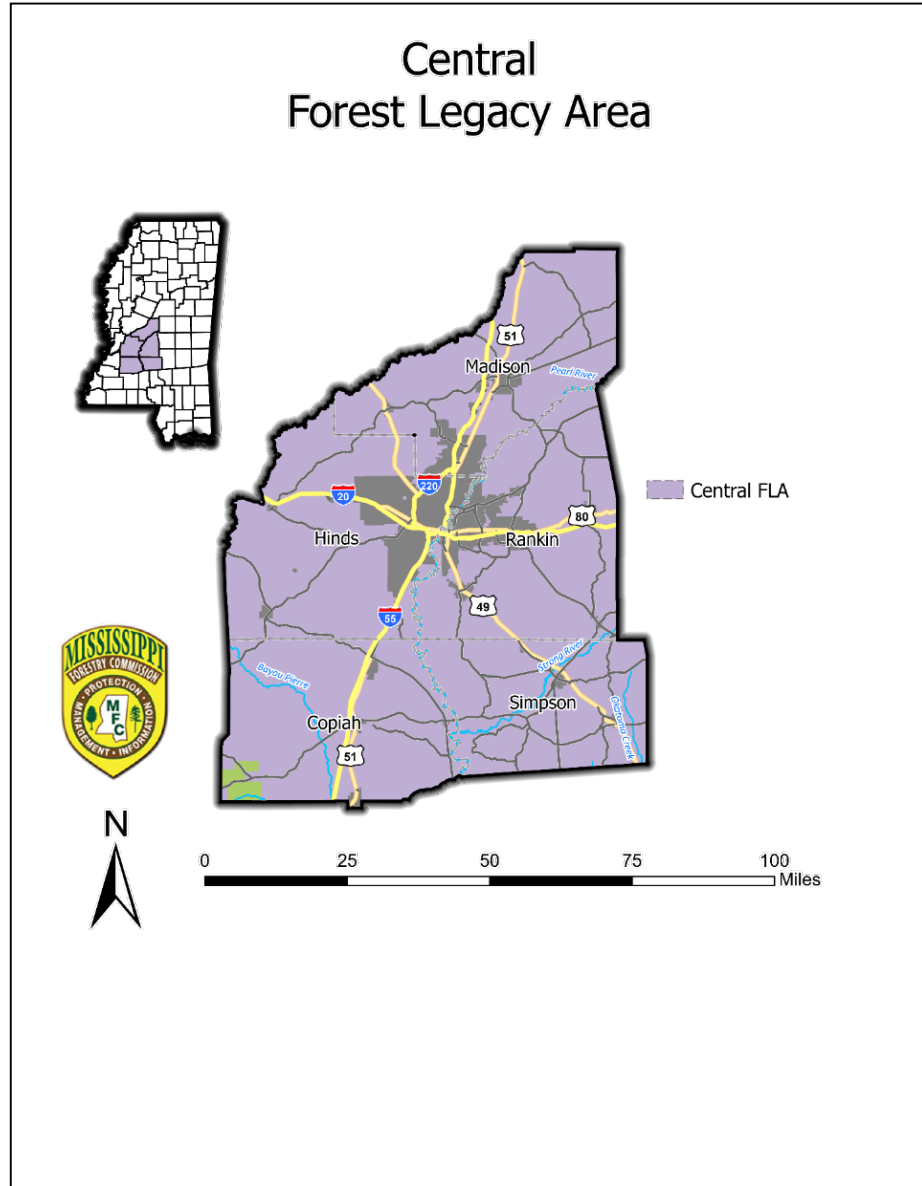 Central
Forest Legacy Area
51
Madison
Pearl River
220
20
Central FLA
80
Hinds
Rankin
49
55
MISSISSIPPI
FORESTRY COMMISSION
PROTECTION
MANAGEMENT · INFORMATION
MFC
Bayou Pierre
Strong River
Simpson
Okatoma Creek
Copiah
51
N
0 25 50 75 100
Miles